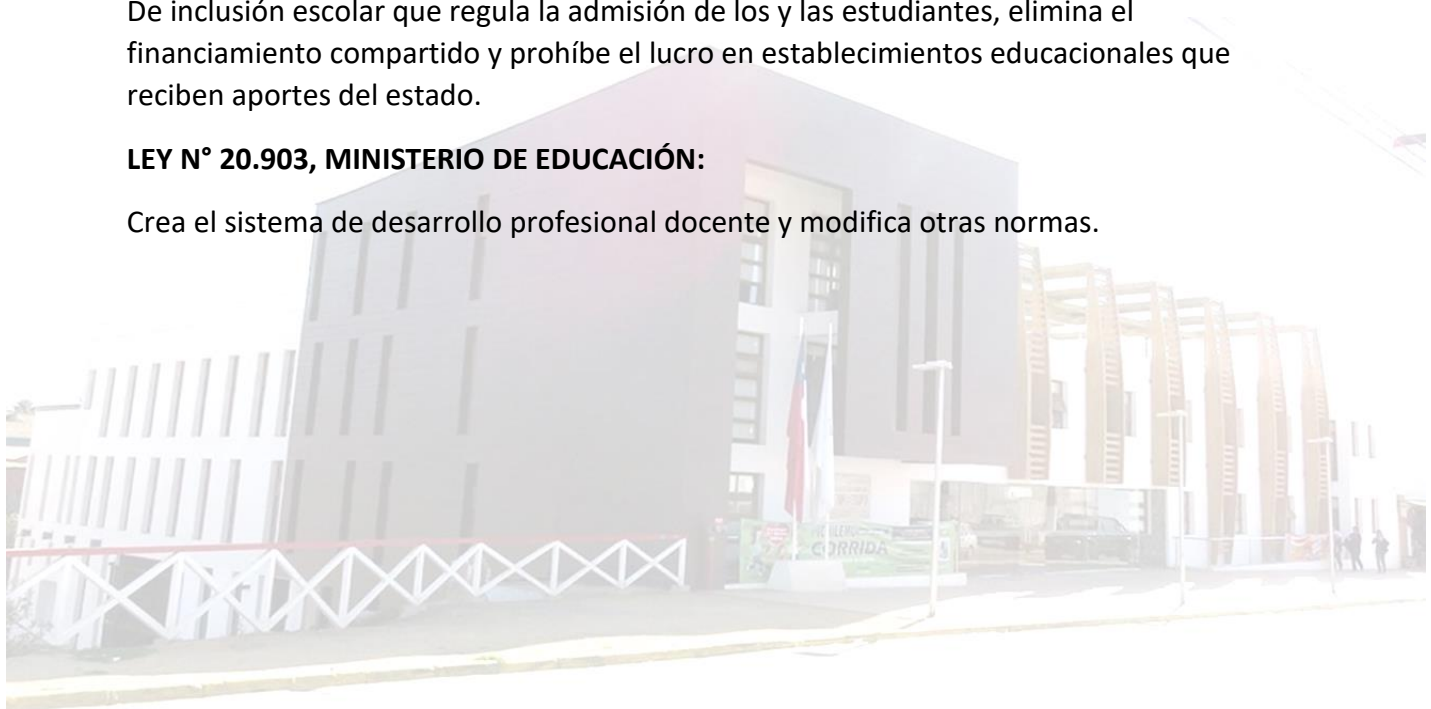 De inclusión escolar que regula la admisión de los y las estudiantes, elimina el
financiamiento compartido y prohíbe el lucro en establecimientos educacionales que
reciben aportes del estado.
LEY N° 20.903, MINISTERIO DE EDUCACIÓN:
Crea el sistema de desarrollo profesional docente y modifica otras normas.
CORRIDA